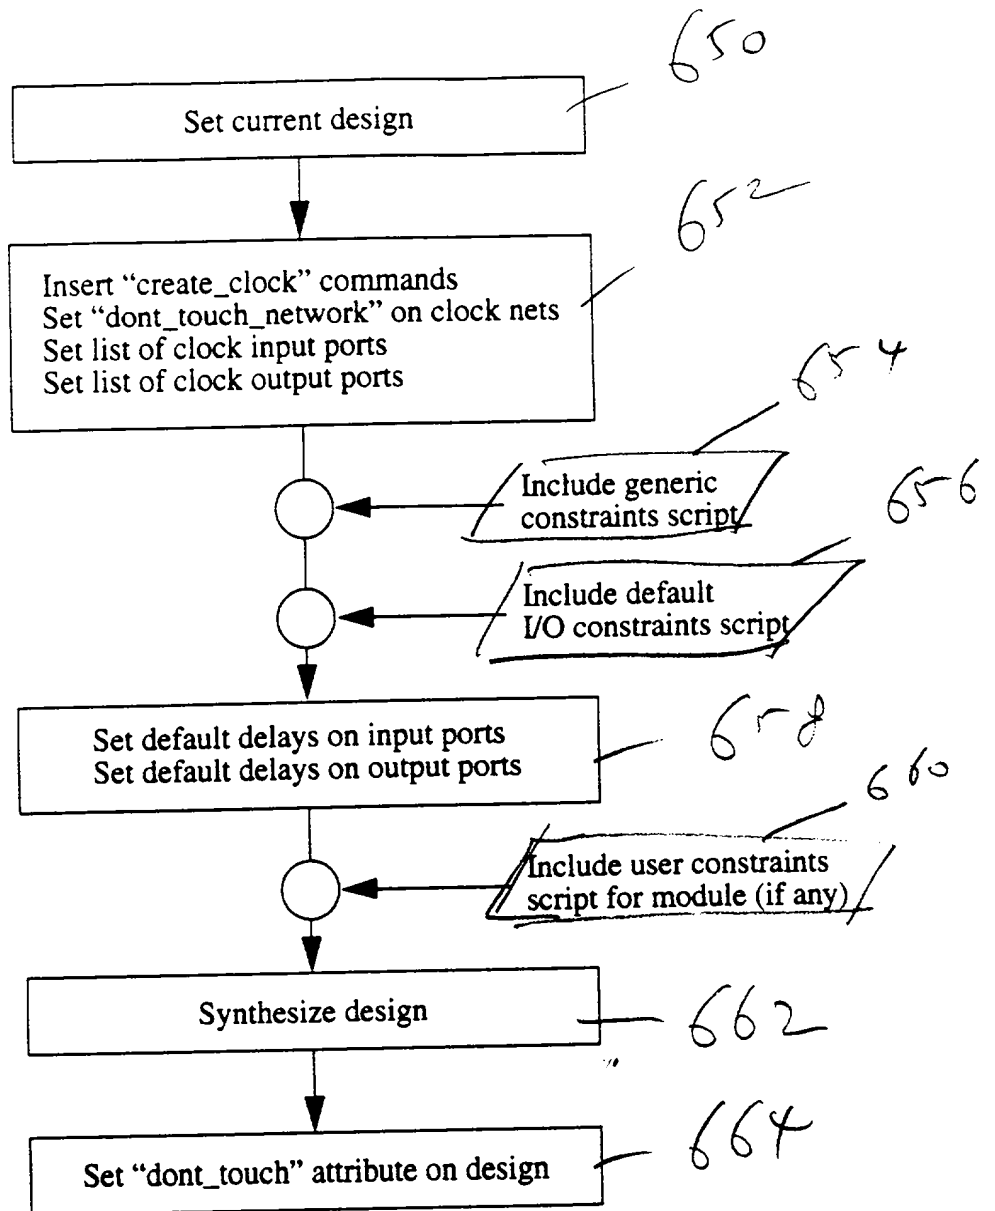 650
Set current design
652
Insert “create_clock” commands
Set “dont_touch_network” on clock nets
Set list of clock input ports
Set list of clock output ports
654
Include generic
constraints script
656
Include default
I/O constraints script
658
Set default delays on input ports
Set default delays on output ports
660
Include user constraints
script for module (if any)
Synthesize design
662
Set “dont_touch” attribute on design
664